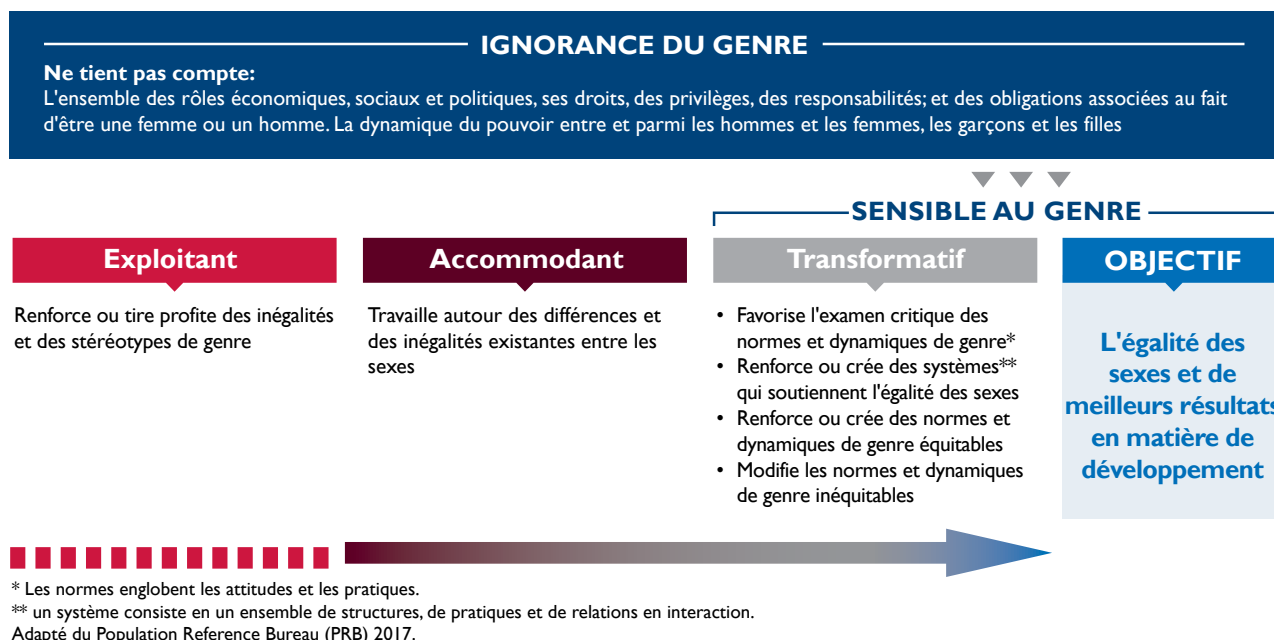 IGNORANCE DU GENRE
Ne tient pas compte:
L'ensemble des rôles économiques, sociaux et politiques, ses droits, des privilèges, des responsabilités; et des obligations associées au fait
d'être une femme ou un homme. La dynamique du pouvoir entre et parmi les hommes et les femmes, les garçons et les filles
SENSIBLE AU GENRE
Exploitant
Renforce ou tire profite des inégalités
et des stéréotypes de genre
Accommodant
Travaille autour des différences et
des inégalités existantes entre les
sexes
Transformatif
• Favorise l'examen critique des
normes et dynamiques de genre*
• Renforce ou crée des systèmes**
qui soutiennent l'égalité des sexes
• Renforce ou crée des normes et
dynamiques de genre équitables
• Modifie les normes et dynamiques
de genre inéquitables
OBJECTIF
L'égalité des
sexes et de
meilleurs résultats
en matière de
développement
* Les normes englobent les attitudes et les pratiques.
** un système consiste en un ensemble de structures, de pratiques et de relations en interaction.
Adapté du Population Reference Bureau (PRB) 2017.